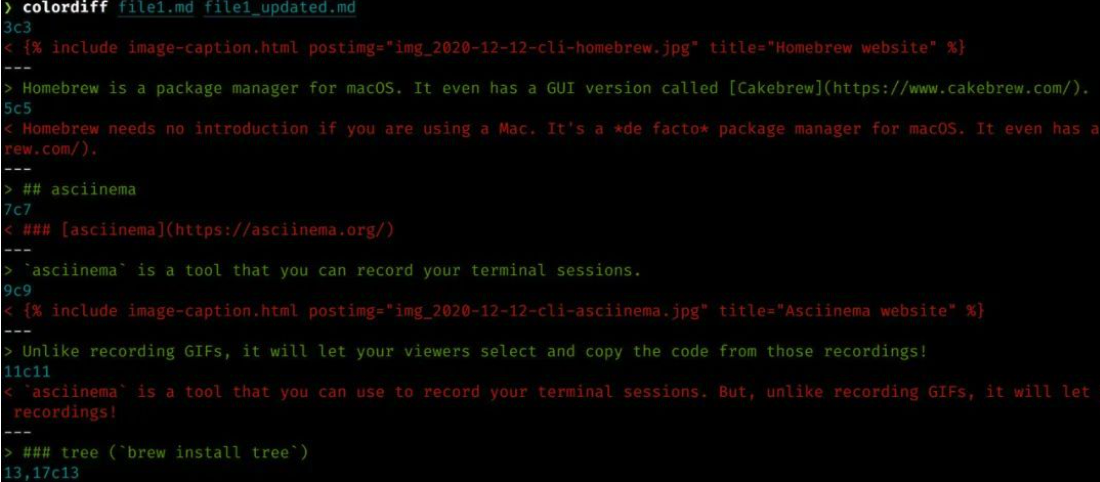 ❯ colordiff file1.md file1_updated.md
3c3
< {% include image-caption.html postimg="img_2020-12-12-cli-homebrew.jpg" title="Homebrew website" %}
---
> Homebrew is a package manager for macOS. It even has a GUI version called [Cakebrew](https://www.cakebrew.com/).
5c5
< Homebrew needs no introduction if you are using a Mac. It's a *de facto* package manager for macOS. It even has a
rew.com/).
---
> ## asciinema
7c7
< ### [asciinema](https://asciinema.org/)
---
> `asciinema` is a tool that you can record your terminal sessions.
9c9
< {% include image-caption.html postimg="img_2020-12-12-cli-asciinema.jpg" title="Asciinema website" %}
---
> Unlike recording GIFs, it will let your viewers select and copy the code from those recordings!
11c11
< `asciinema` is a tool that you can use to record your terminal sessions. But, unlike recording GIFs, it will let
recordings!
---
> ### tree (`brew install tree`)
13,17c13